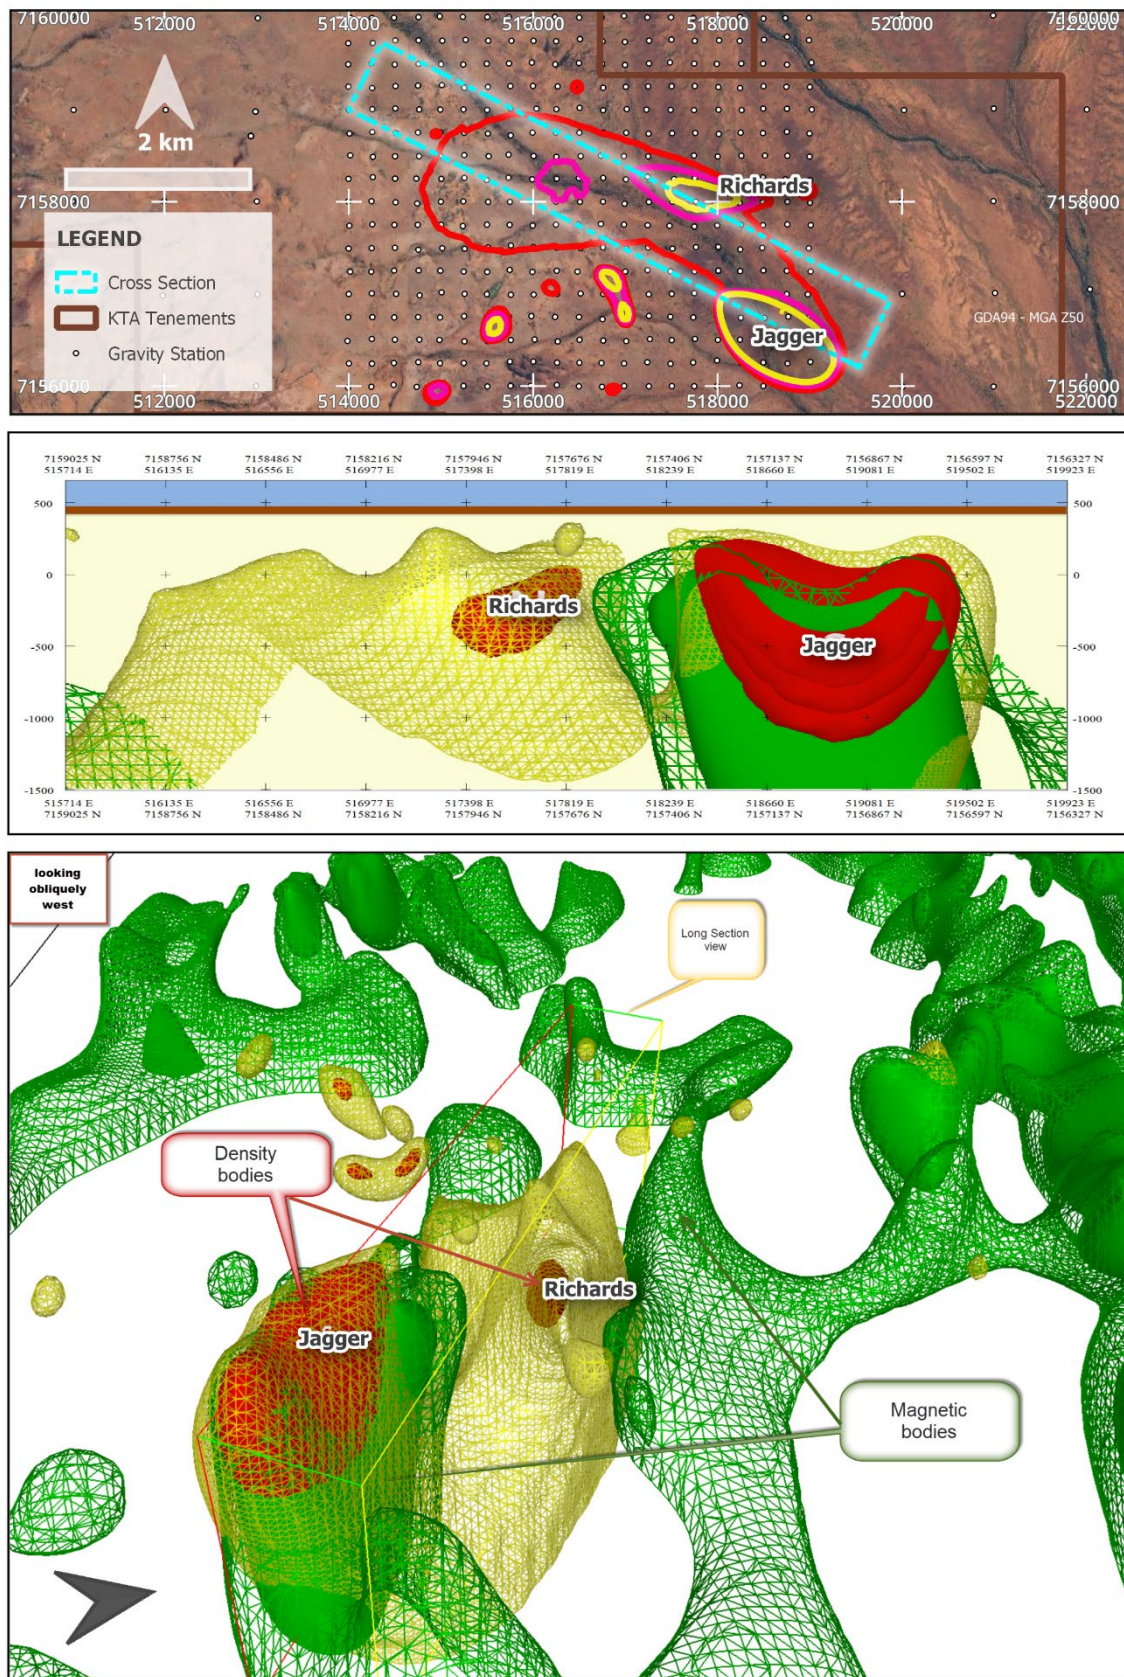 7160000 512000 514000 516000 518000 520000 7160000
522000
2 km
Richards
7158000 7158000
LEGEND
Cross Section
KTA Tenements
Gravity Station
GDA94 - MGA Z50
Jagger
7156000 7156000
512000 514000 516000 518000 520000 522000
7159025 N 7158756 N 7158486 N 7158216 N 7157946 N 7157676 N 7157406 N 7157137 N 7156867 N 7156597 N 7156327 N
515714 E 516135 E 516556 E 516977 E 517398 E 517819 E 518239 E 518660 E 519081 E 519502 E 519923 E
500 500
0 0
Richards
-500 Jagger -500
-1000 -1000
-1500 -1500
515714 E 516135 E 516556 E 516977 E 517398 E 517819 E 518239 E 518660 E 519081 E 519502 E 519923 E
7159025 N 7158756 N 7158486 N 7158216 N 7157946 N 7157676 N 7157406 N 7157137 N 7156867 N 7156597 N 7156327 N
looking
obliquely
west
Long Section
view
Density
bodies
Richards
Jagger
Magnetic
bodies